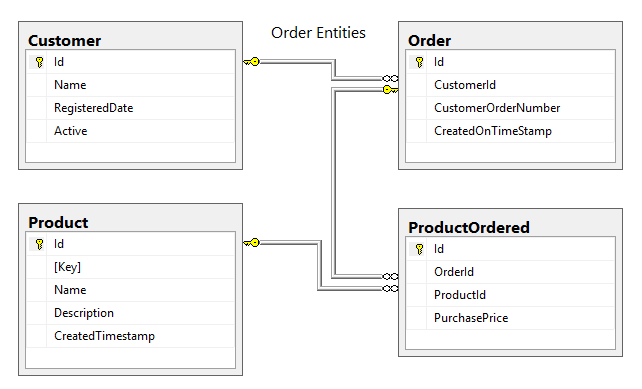 Order Entities
Customer
Id
Name
RegisteredDate
Active
Order
Id
CustomerId
CustomerOrderNumber
CreatedOnTimeStamp
Product
Id
[Key]
Name
Description
CreatedTimestamp
ProductOrdered
Id
OrderId
ProductId
PurchasePrice